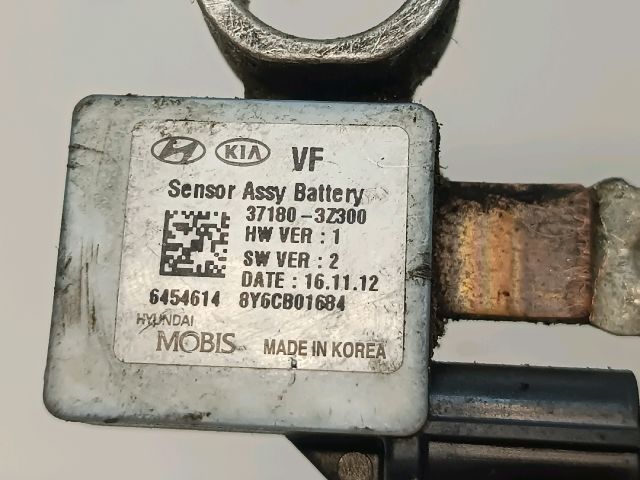 KIA VF
Sensor Assy Battery
37180-3Z300
HW VER : 1
SW VER : 2
DATE : 16.11.12
6454614 8Y6CB01684
HYUNDAI
MOBIS MADE IN KOREA